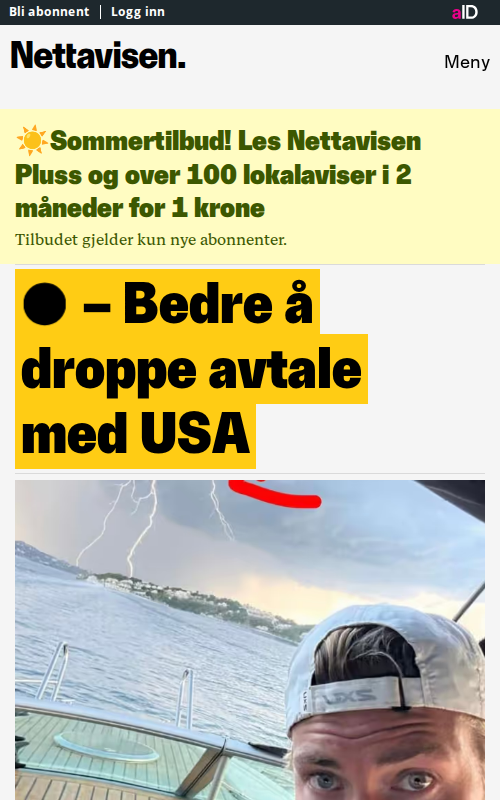 Bli abonnent | Logg inn aID
Nettavisen.
Meny
☀️Sommertilbud! Les Nettavisen
Pluss og over 100 lokalaviser i 2
måneder for 1 krone
Tilbudet gjelder kun nye abonnenter.
– Bedre å
droppe avtale
med USA